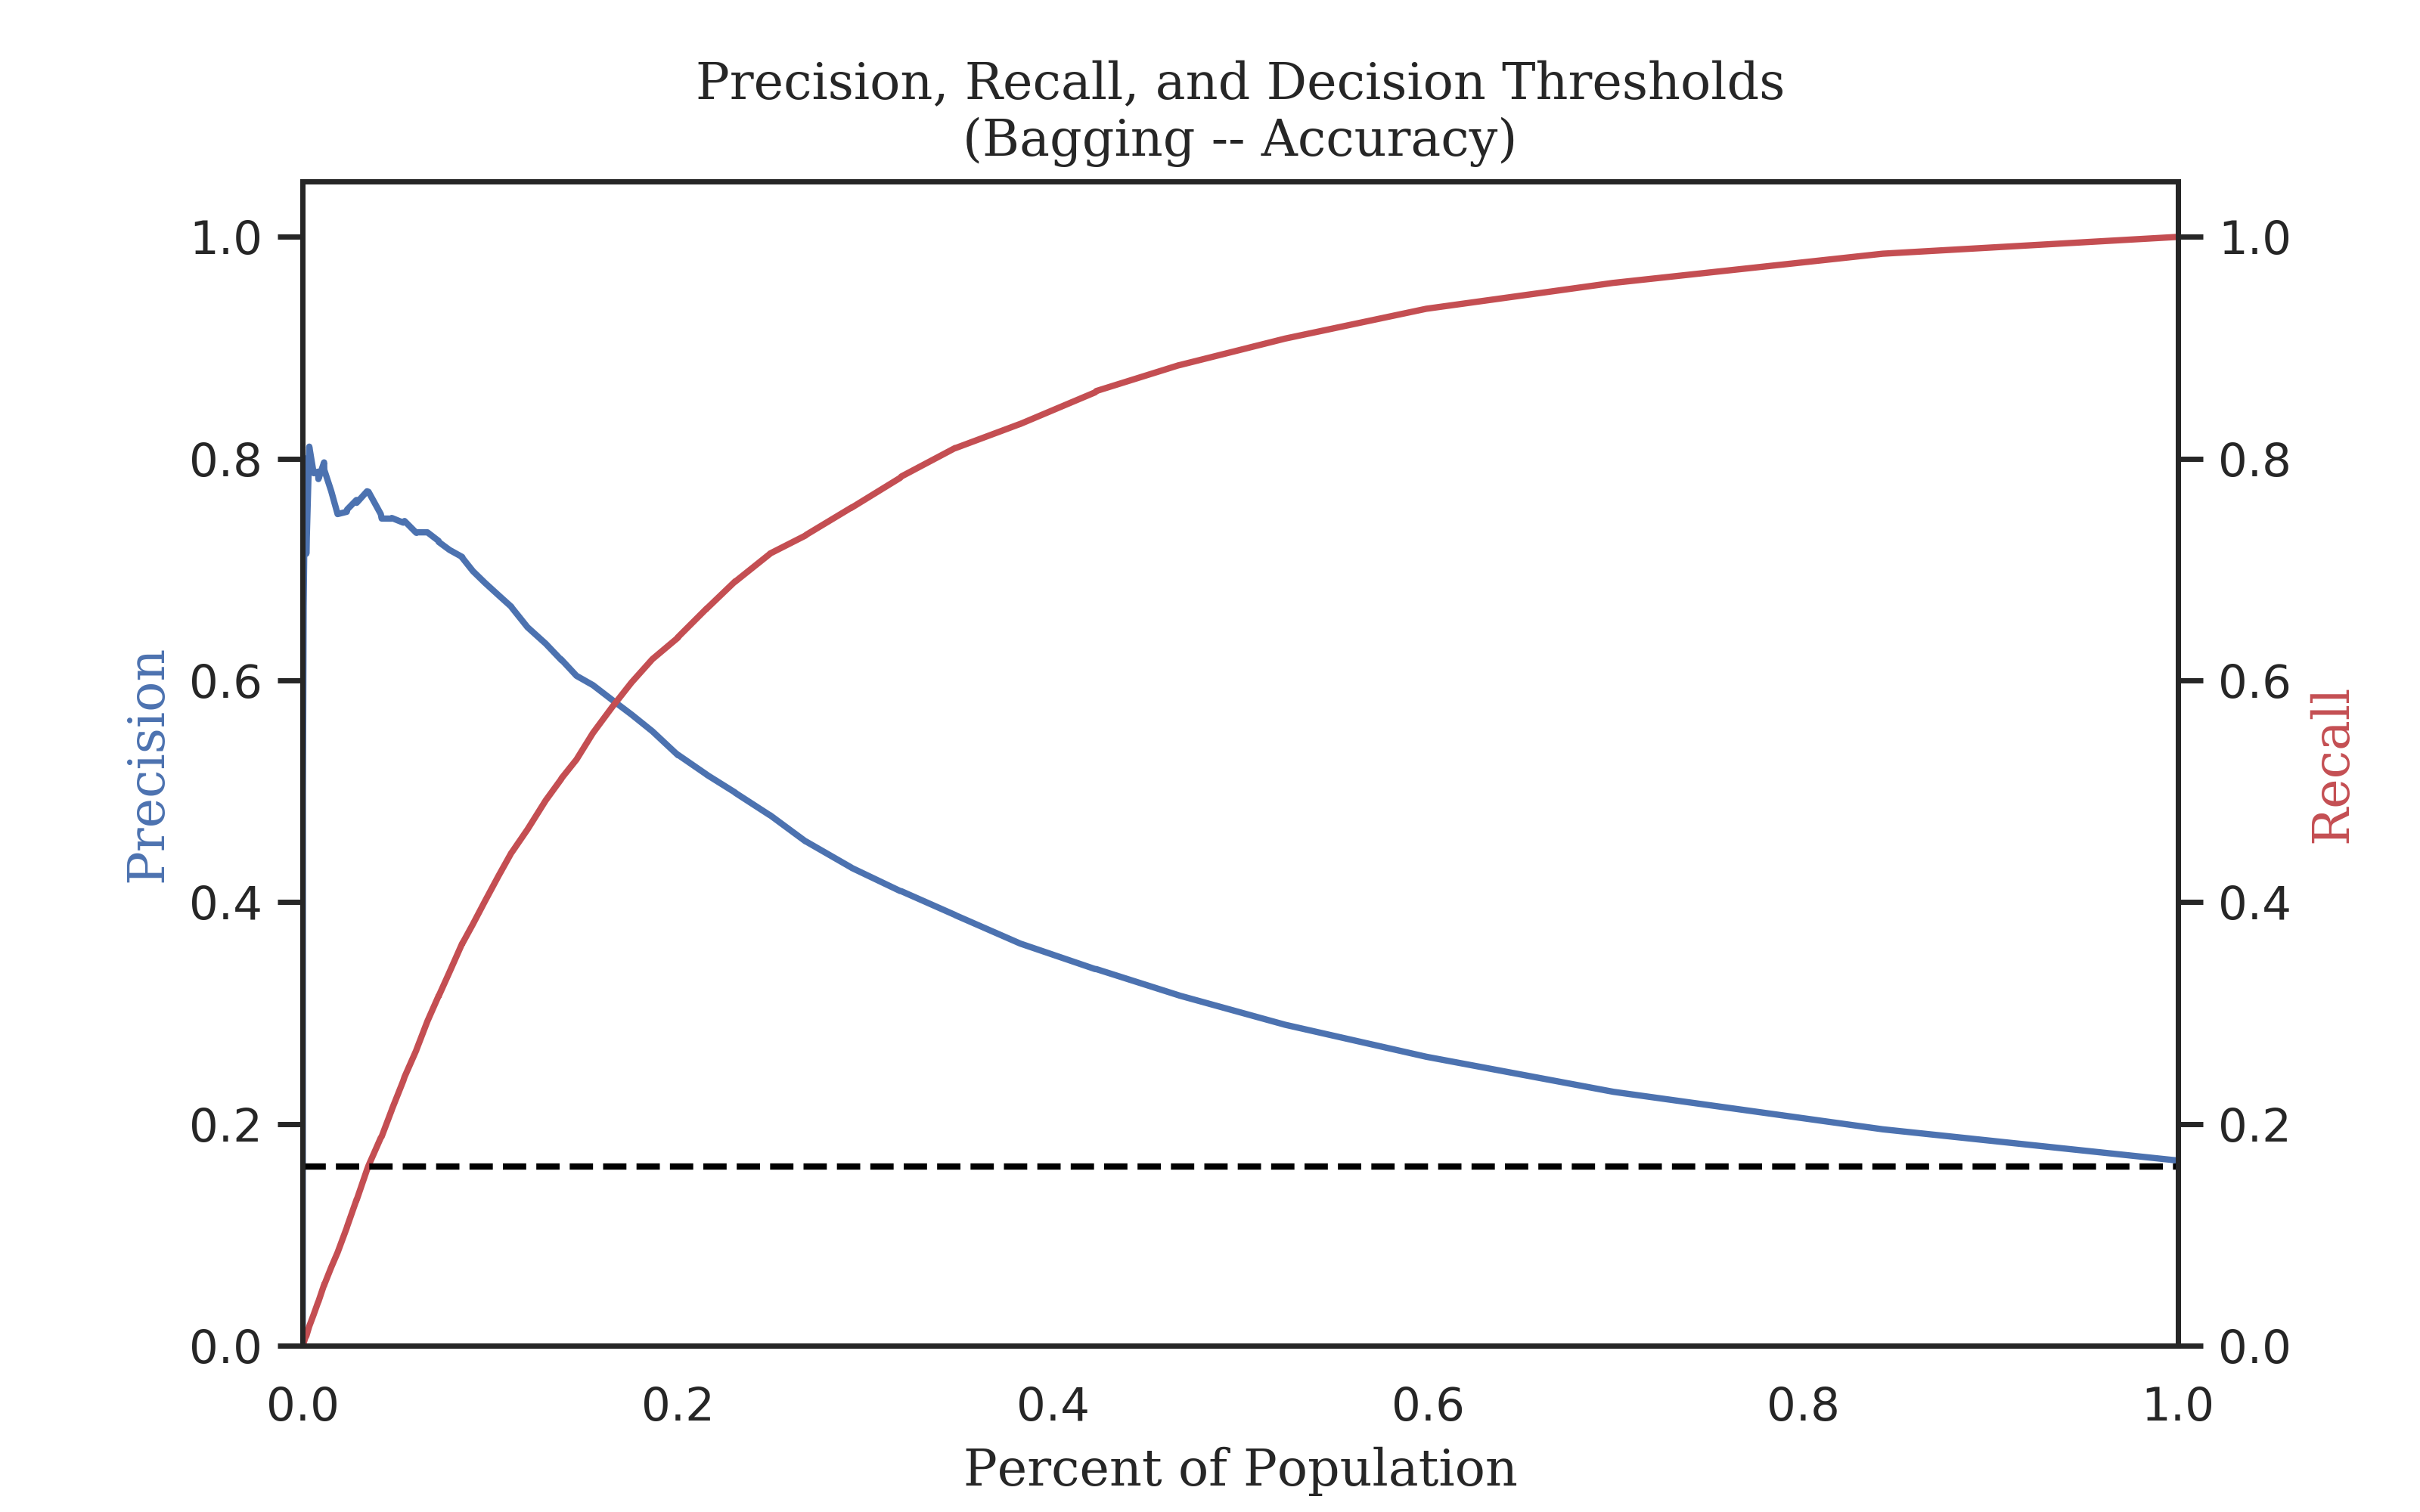 Precision, Recall, and Decision Thresholds
(Bagging -- Accuracy)
1.0
0.8
0.6
0.4
0.2
0.0
Precision
1.0
0.8
0.6
0.4
0.2
0.0
Recall
0.0 0.2 0.4 0.6 0.8 1.0
Percent of Population